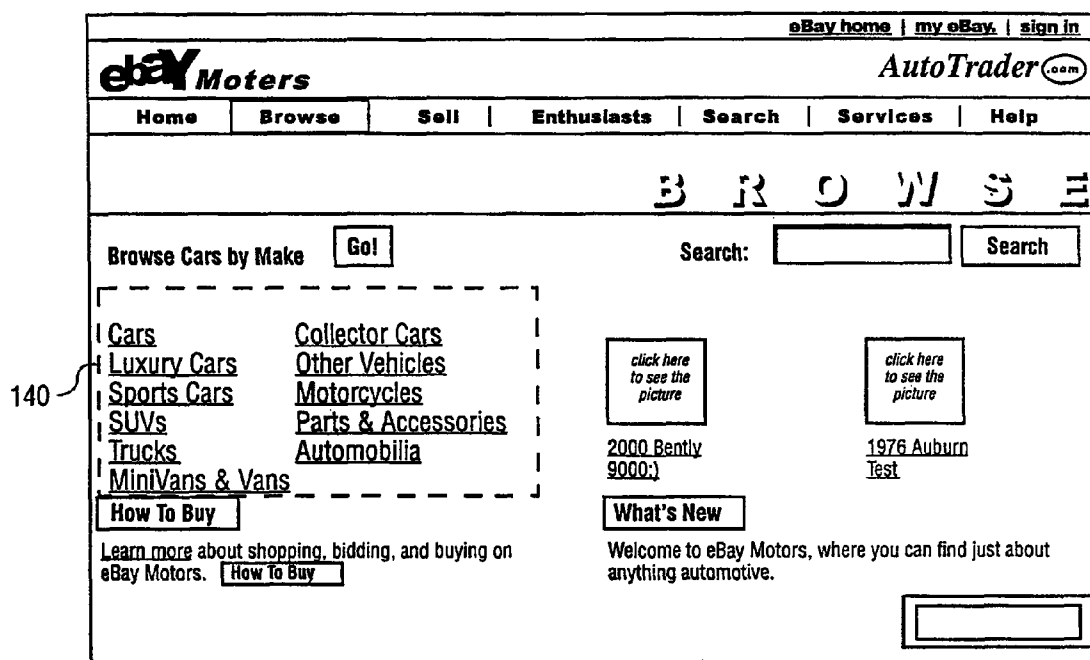 eBay home | my eBay. | sign in
ebaY Moters
AutoTrader .com
Home Browse Sell | Enthusiasts | Search | Services | Help
B R O W S E
Browse Cars by Make Go! Search: Search
Cars Collector Cars
Luxury Cars Other Vehicles
Sports Cars Motorcycles
SUVs Parts & Accessories
Trucks Automobilia
MiniVans & Vans
140
click here
to see the
picture
click here
to see the
picture
2000 Bently
9000:)
1976 Auburn
Test
How To Buy
What's New
Learn more about shopping, bidding, and buying on
eBay Motors. How To Buy
Welcome to eBay Motors, where you can find just about
anything automotive.